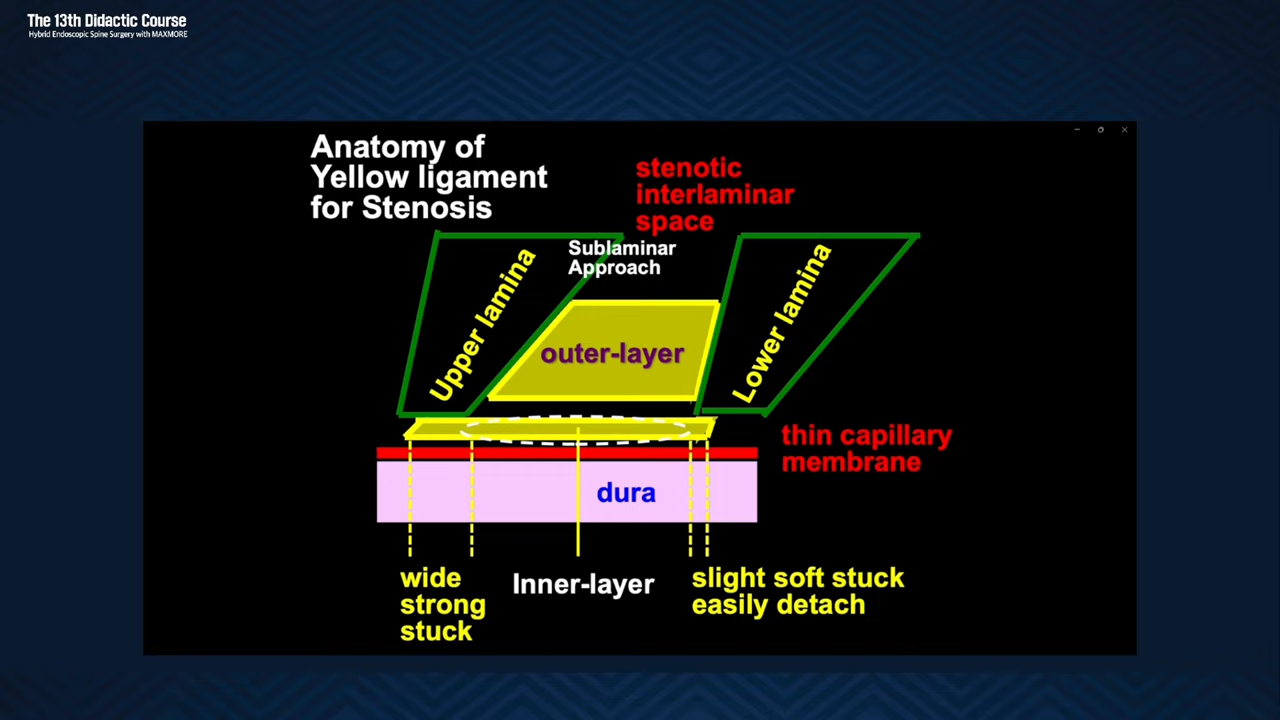 The 13th Didactic Course
Hybrid Endoscopic Spine Surgery with MAXMORE
Anatomy of
Yellow ligament
for Stenosis
stenotic
interlaminar
space
Sublaminar
Approach
Upper lamina
outer-layer
Lower lamina
thin capillary
membrane
dura
wide
strong
stuck
Inner-layer
slight soft stuck
easily detach